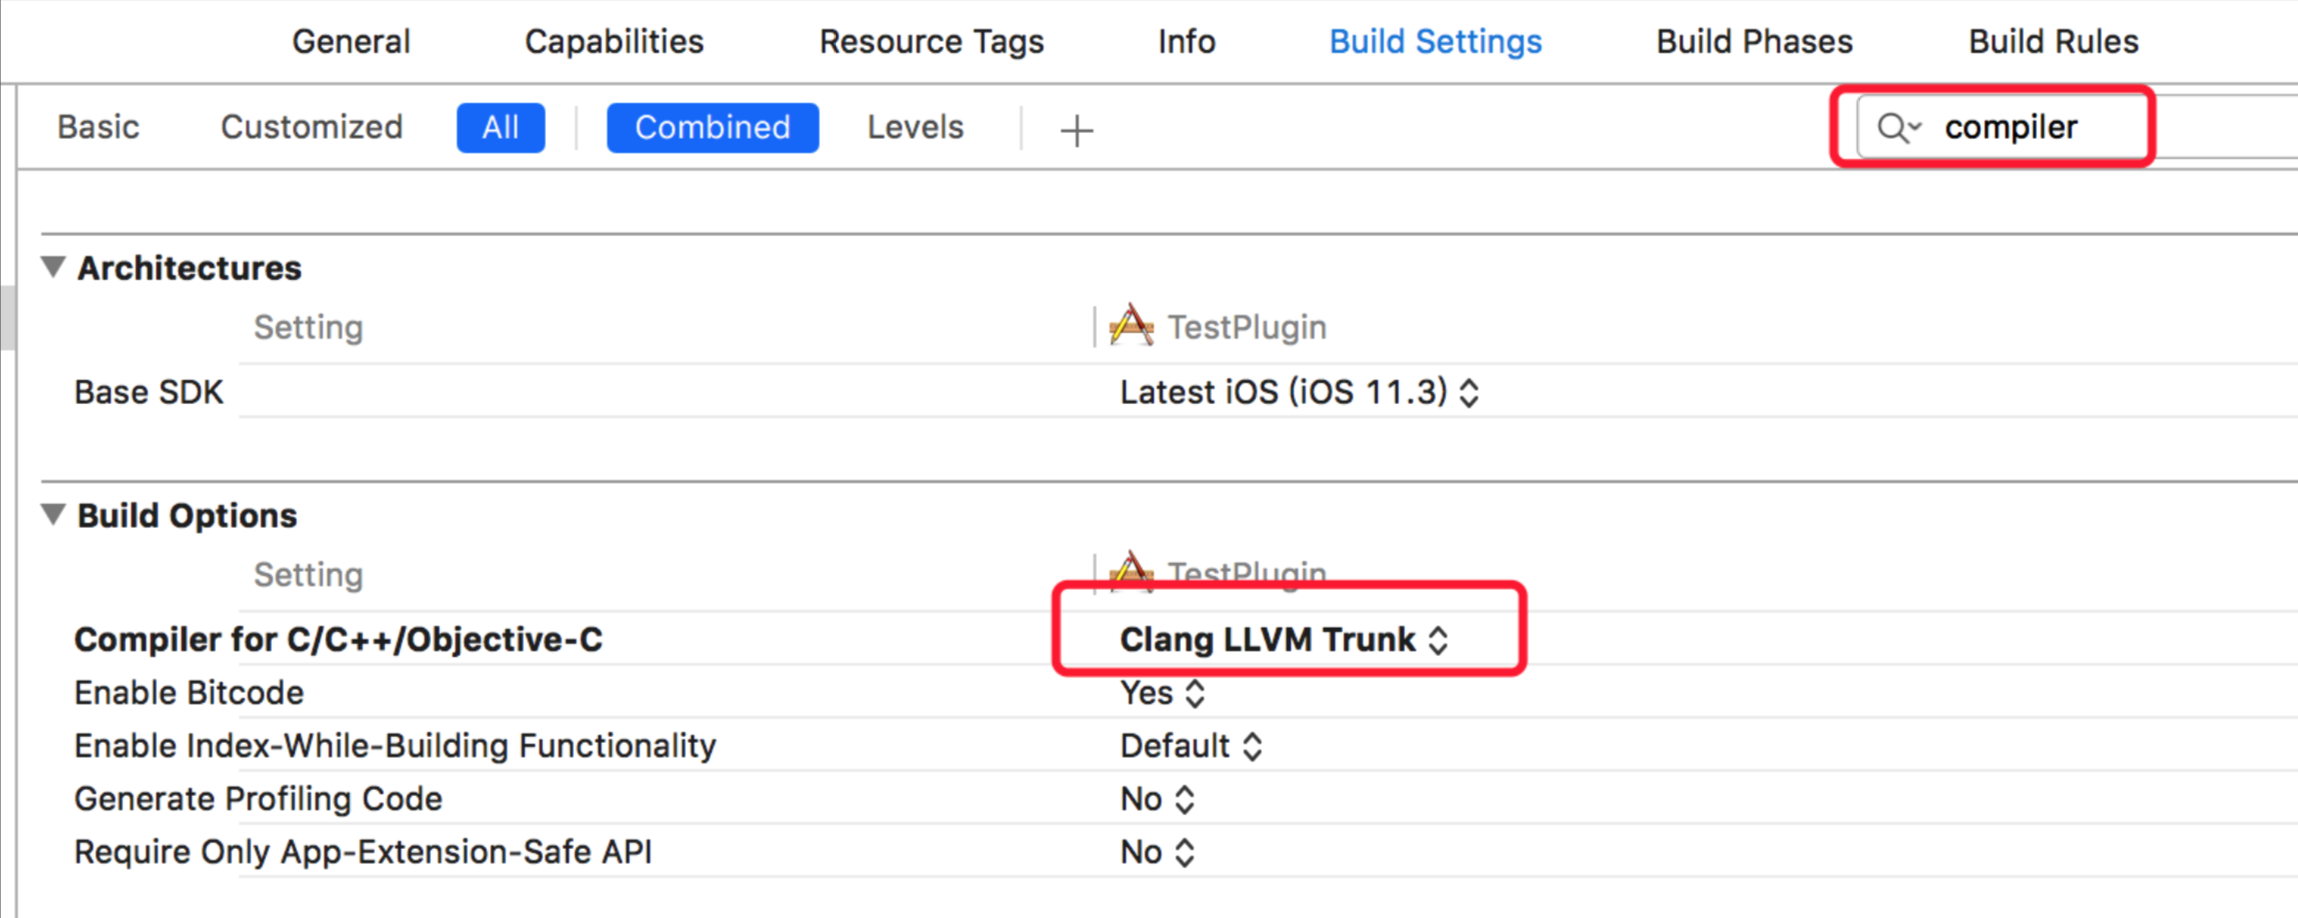 General Capabilities Resource Tags Info Build Settings Build Phases Build Rules
Basic Customized All Combined Levels + compiler
Architectures
Setting TestPlugin
Base SDK Latest iOS (iOS 11.3)
Build Options
Setting TestPlugin
Compiler for C/C++/Objective-C Clang LLVM Trunk
Enable Bitcode Yes
Enable Index-While-Building Functionality Default
Generate Profiling Code No
Require Only App-Extension-Safe API No